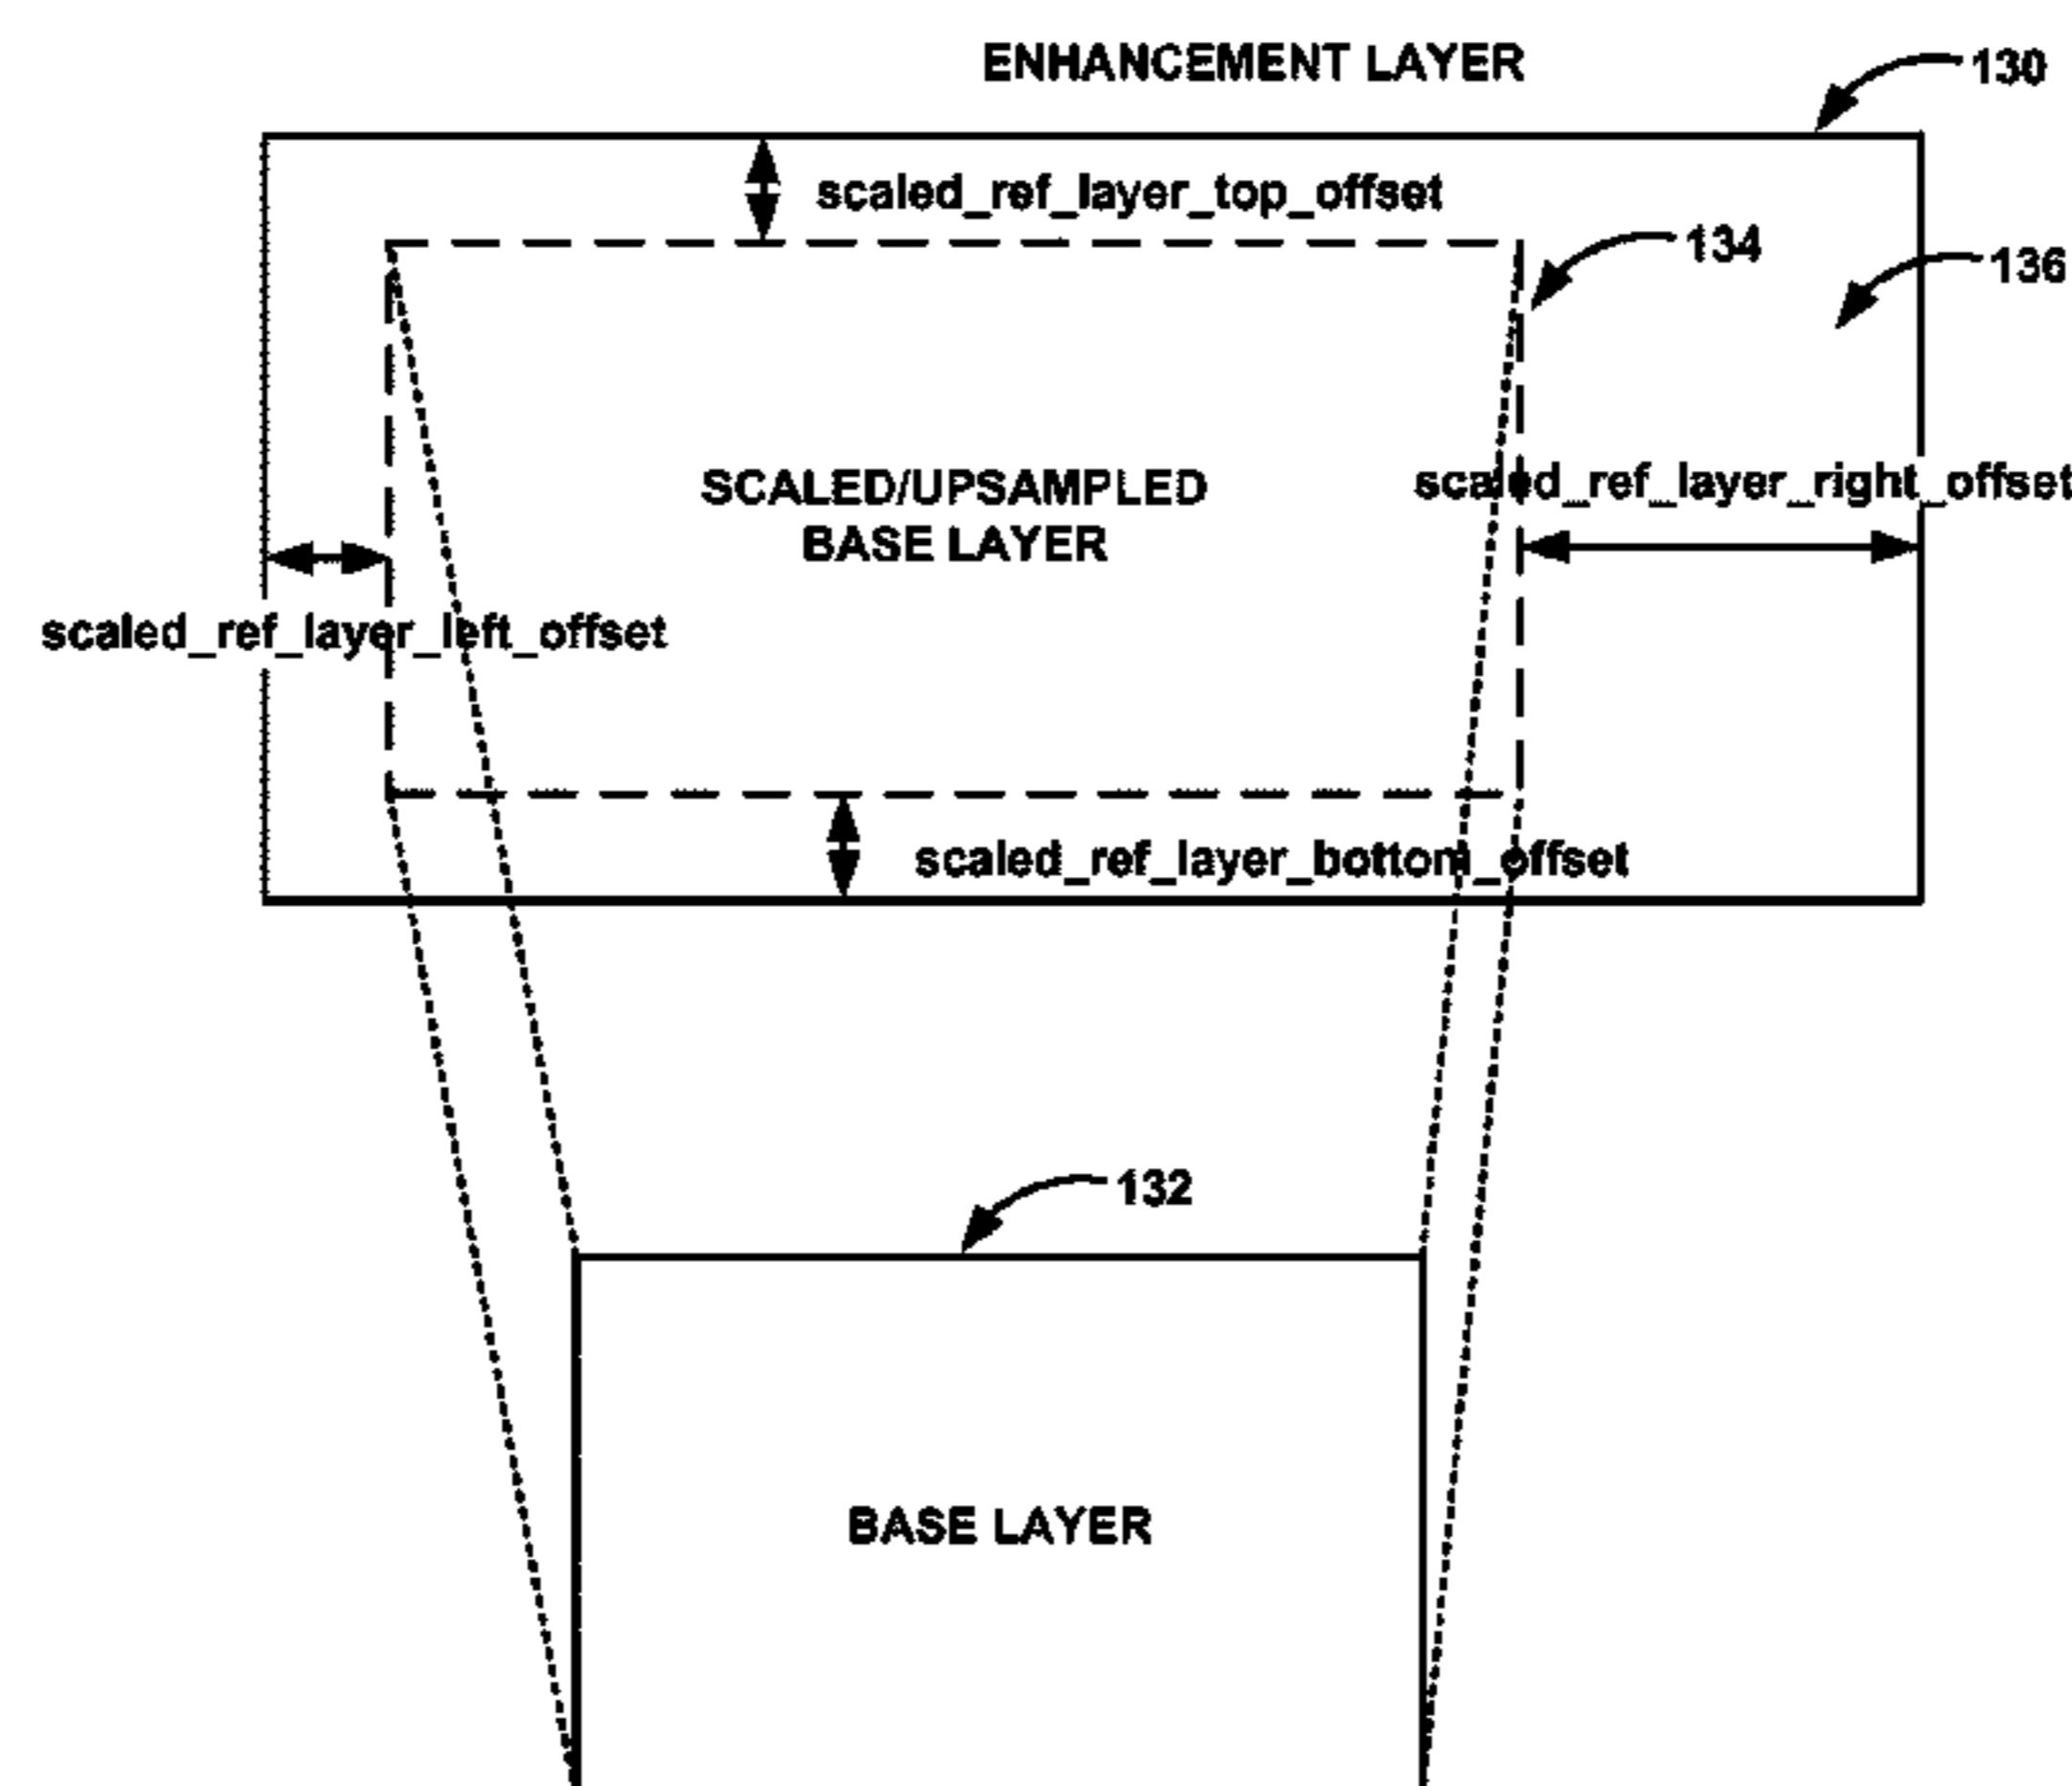 ENHANCEMENT LAYER
130
scaled_ref_layer_top_offset
134
136
SCALED/UPSAMPLED
BASE LAYER
scaled_ref_layer_right_offset
scaled_ref_layer_left_offset
scaled_ref_layer_bottom_offset
132
BASE LAYER